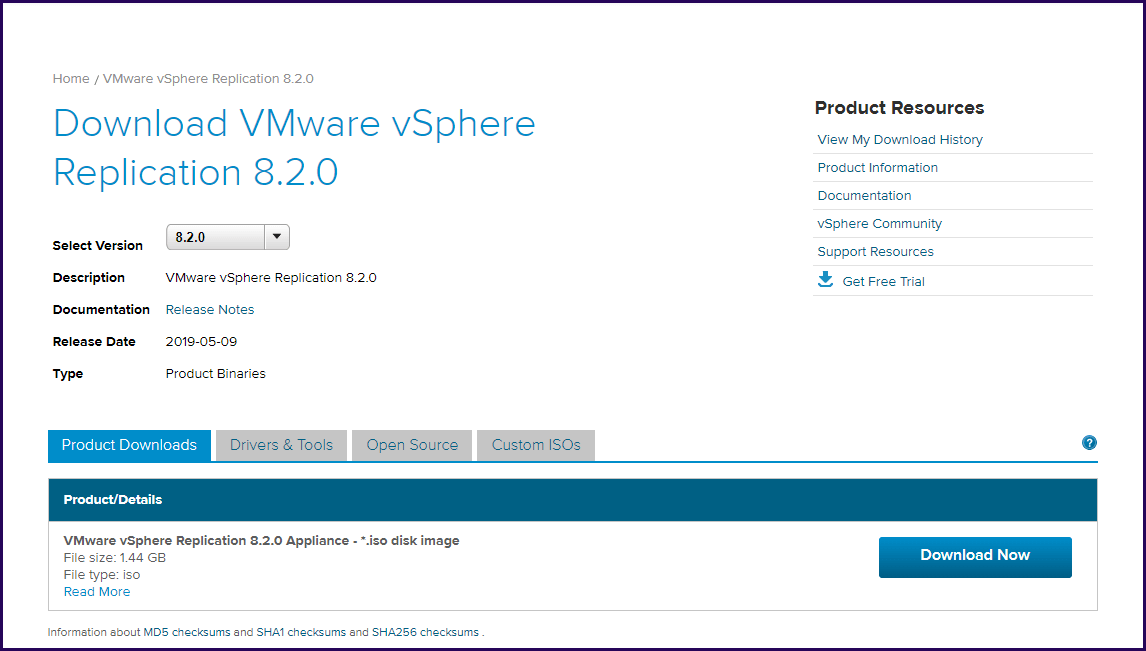 Home / VMware vSphere Replication 8.2.0
Download VMware vSphere
Replication 8.2.0
Select Version 8.2.0
Description VMware vSphere Replication 8.2.0
Documentation Release Notes
Release Date 2019-05-09
Type Product Binaries
Product Resources
View My Download History
Product Information
Documentation
vSphere Community
Support Resources
Get Free Trial
Product Downloads Drivers & Tools Open Source Custom ISOs ?
Product/Details
VMware vSphere Replication 8.2.0 Appliance - *.iso disk image
File size: 1.44 GB
File type: iso
Read More
Download Now
Information about MD5 checksums and SHA1 checksums and SHA256 checksums .